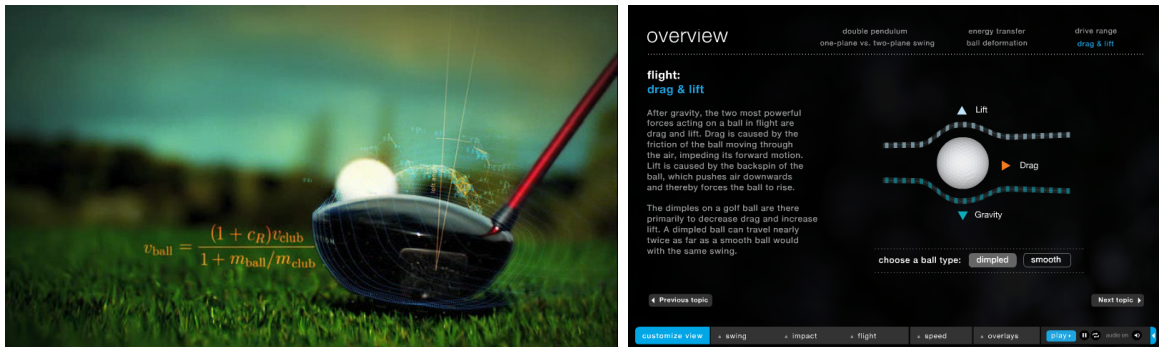 v_ball = (1 + c_R)v_club / 1 + m_ball/m_club
overview
double pendulum
one-plane vs. two-plane swing
energy transfer
ball deformation
drive range
drag & lift
flight:
drag & lift
After gravity, the two most powerful
forces acting on a ball in flight are
drag and lift. Drag is caused by the
friction of the ball moving through
the air, impeding its forward motion.
Lift is caused by the backspin of the
ball, which pushes air downwards
and thereby forces the ball to rise.
The dimples on a golf ball are there
primarily to decrease drag and increase
lift. A dimpled ball can travel nearly
twice as far as a smooth ball would
with the same swing.
Lift
Drag
Gravity
choose a ball type: dimpled smooth
Previous topic
Next topic
customize view swing impact flight speed overlays play audio on